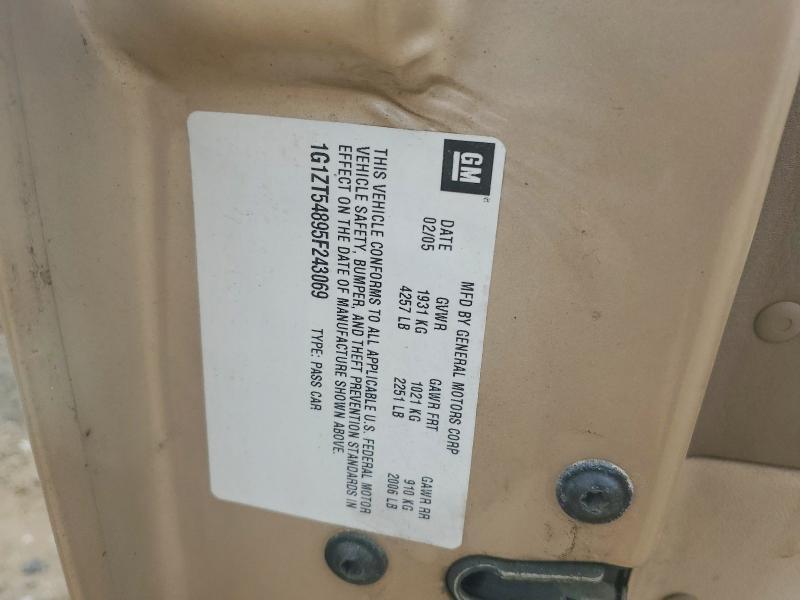 GM
MFD BY GENERAL MOTORS CORP
DATE GVWR GAWR FRT GAWR RR
02/05 1931 KG 1021 KG 910 KG
4257 LB 2251 LB 2006 LB
THIS VEHICLE CONFORMS TO ALL APPLICABLE U.S. FEDERAL MOTOR
VEHICLE SAFETY, BUMPER, AND THEFT PREVENTION STANDARDS IN
EFFECT ON THE DATE OF MANUFACTURE SHOWN ABOVE.
1G1ZT54895F243069 TYPE: PASS CAR